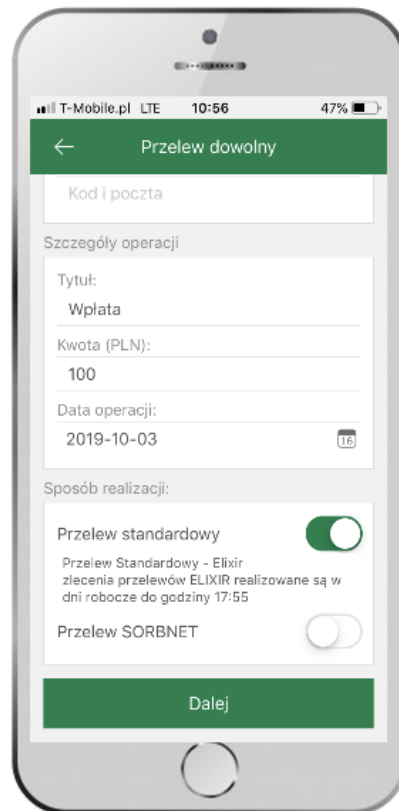 T-Mobile.pl LTE 10:56 47%
Przelew dowolny
Kod i poczta
Szczegóły operacji
Tytuł:
Wpłata
Kwota (PLN):
100
Data operacji:
2019-10-03
16
Sposób realizacji:
Przelew standardowy
Przelew Standardowy - Elixir
zlecenia przelewów ELIXIR realizowane są w
dni robocze do godziny 17:55
Przelew SORBNET
Dalej